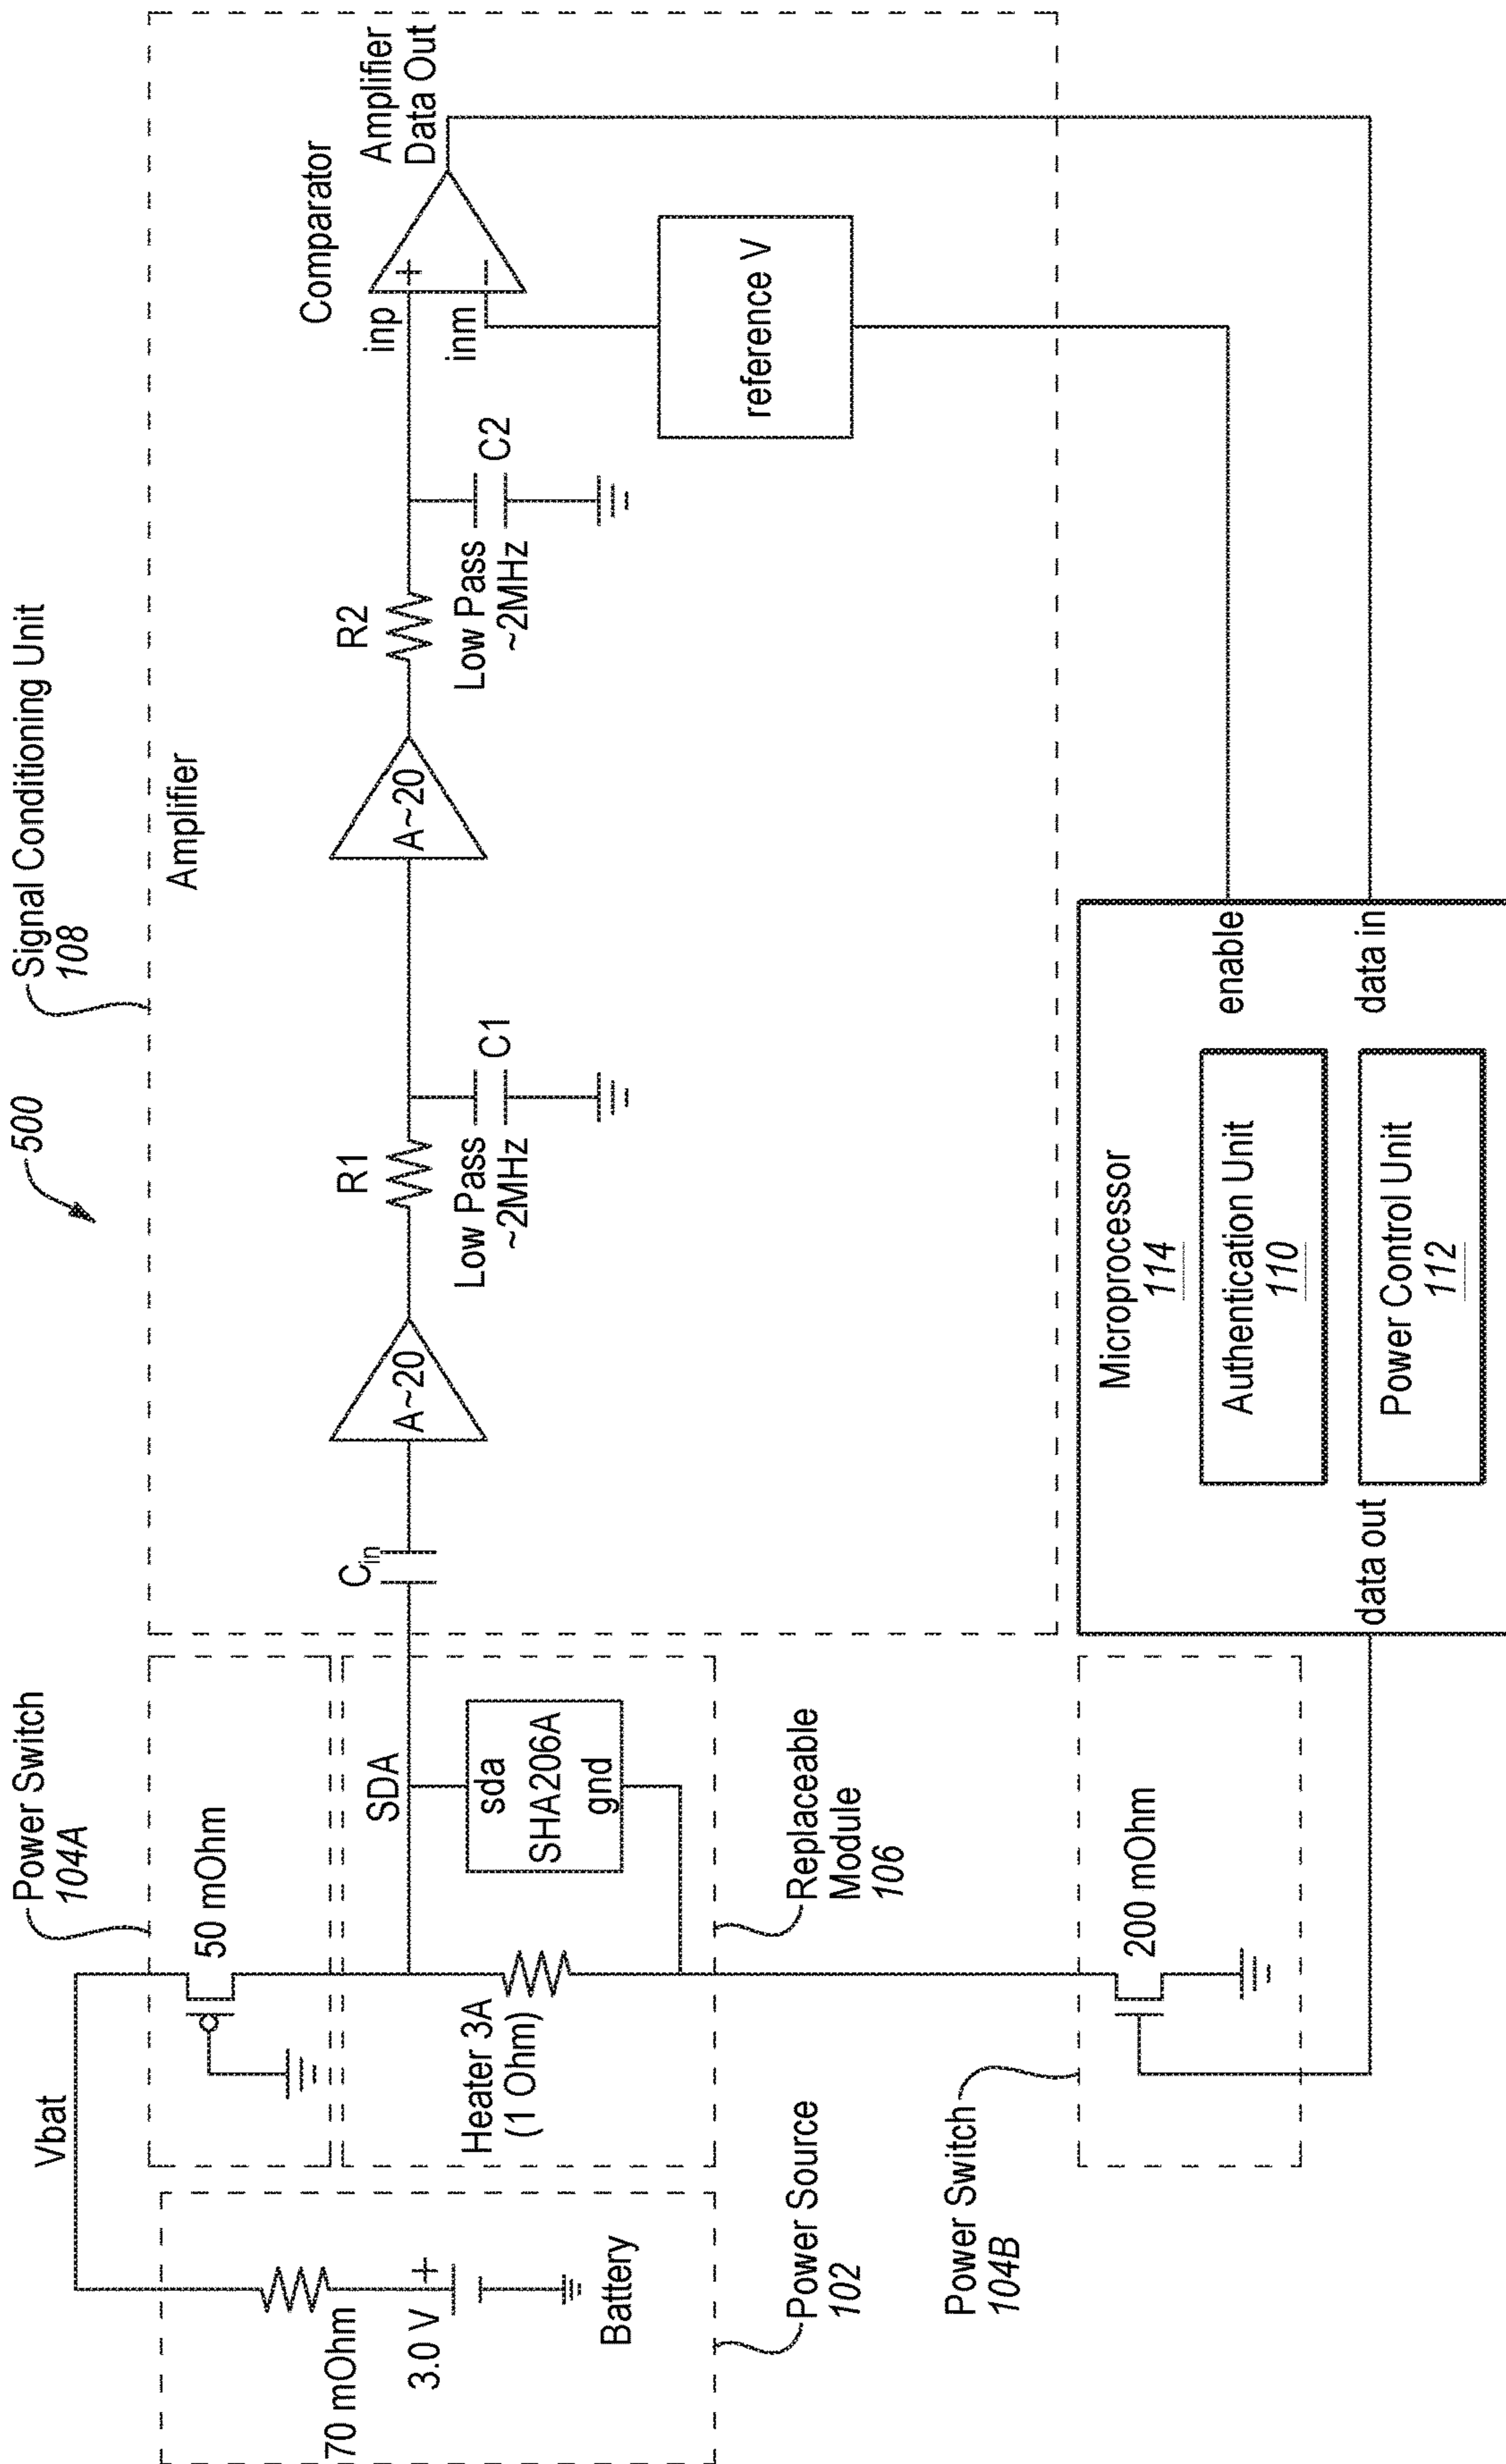 500
Signal Conditioning Unit
108
Power Switch
104A
Vbat
50 mOhm
Amplifier
SDA
C_in
A~20
R1
Low Pass
~2MHz
C1
A~20
R2
Low Pass
~2MHz
C2
Comparator
inp
+
inm
−
Amplifier
Data Out
reference V
70 mOhm
3.0 V
+
Battery
Power Source
102
Heater 3A
(1 Ohm)
sda
SHA206A
gnd
Replaceable
Module
106
Power Switch
104B
200 mOhm
Microprocessor
114
Authentication Unit
110
Power Control Unit
112
data out
enable
data in